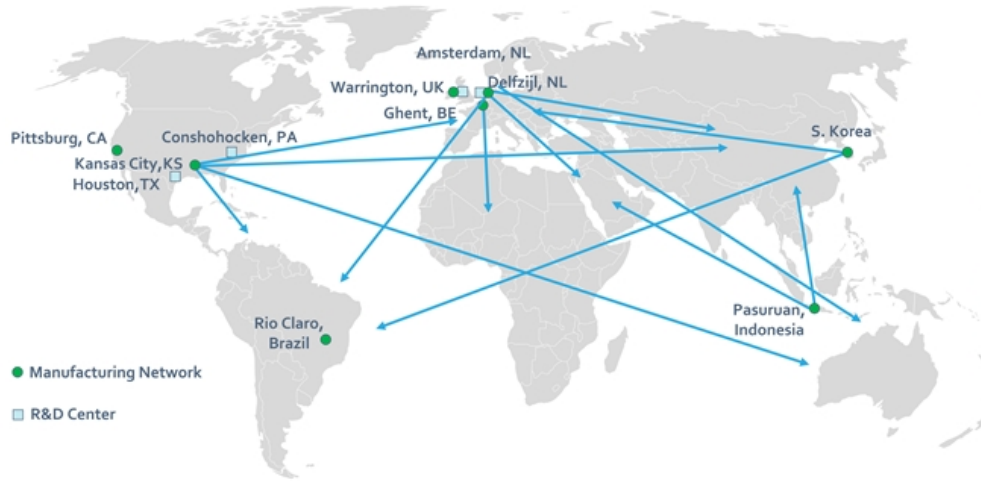 Amsterdam, NL
Warrington, UK
Delfzijl, NL
Ghent, BE
Pittsburg, CA
Conshohocken, PA
S. Korea
Kansas City, KS
Houston, TX
Pasuruan,
Indonesia
Rio Claro,
Brazil
Manufacturing Network
R&D Center